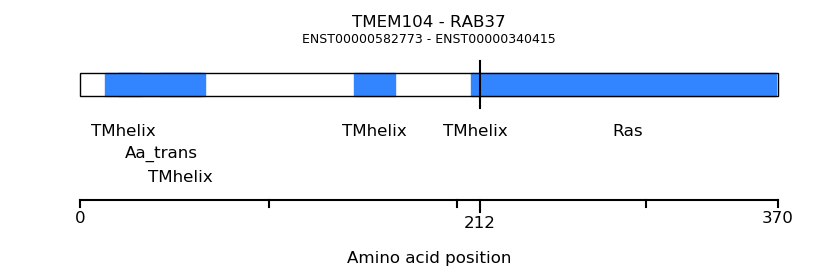 TMEM104 - RAB37
ENST00000582773 - ENST00000340415
TMhelix TMhelix TMhelix Ras
Aa_trans
TMhelix
0 212 370
Amino acid position